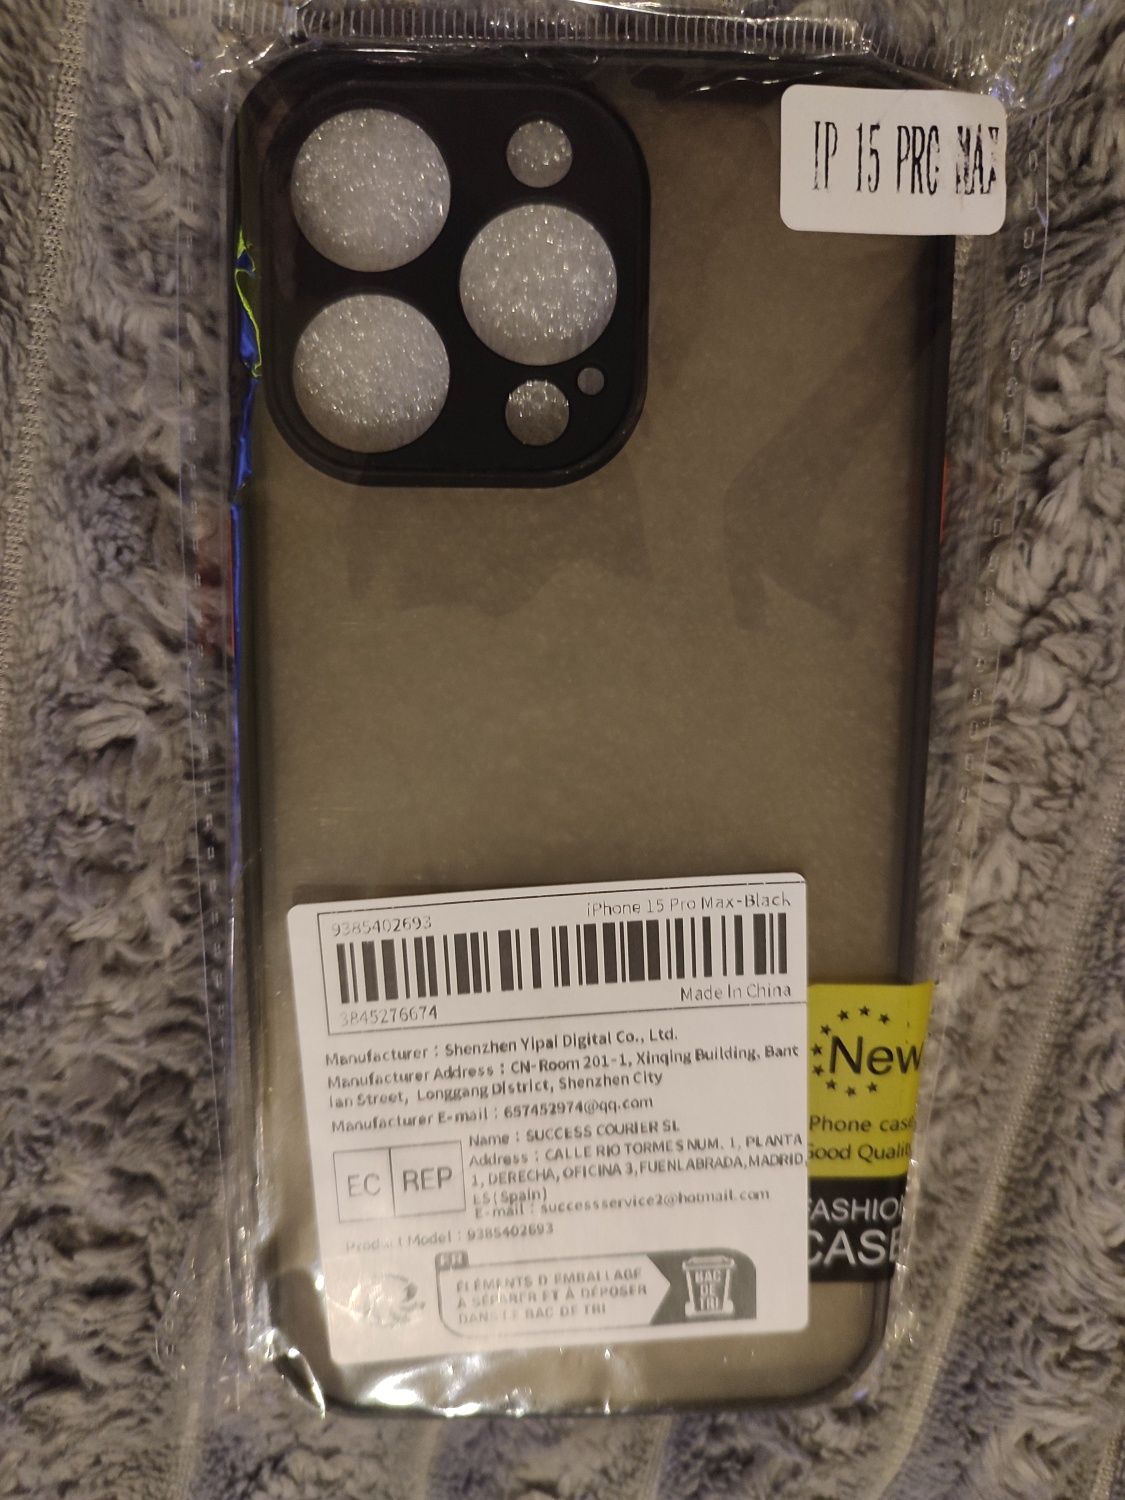 IP 15 PRO MAX
9385402693
iPhone 15 Pro Max-Black
3845276674
Made In China
Manufacturer : Shenzhen Yipai Digital Co., Ltd.
Manufacturer Address : CN-Room 201-1, Xinqing Building, Bant
ian Street, Longgang District, Shenzhen City
Manufacturer E-mail : 657452974@qq.com
EC REP
Name : SUCCESS COURIER SL
Address : CALLE RIO TORMES NUM. 1, PLANTA
1, DERECHA, OFICINA 3, FUENLABRADA, MADRID,
ES (Spain)
E-mail : successservice2@hotmail.com
Product Model : 9385402693
FR
ÉLÉMENTS D EMBALLAGE
À SÉPARER ET À DÉPOSER
DANS LE BAC DE TRI
BAC
DE
TRI
New
Phone case
Good Quali
FASHIO
CASE